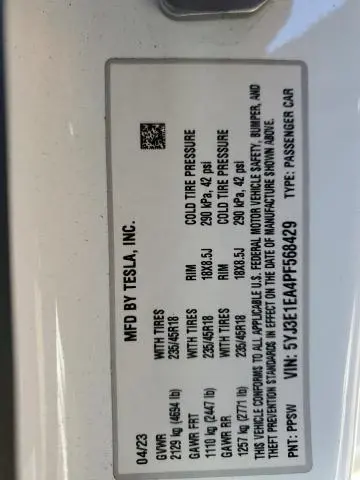 MFD BY TESLA, INC.
04/23
GVWR WITH TIRES RIM COLD TIRE PRESSURE
2129 kg (4694 lb) 235/45R18 18X8.5J 290 kPa, 42 psi
GAWR FRT WITH TIRES RIM COLD TIRE PRESSURE
1110 kg (2447 lb) 235/45R18 18X8.5J 290 kPa, 42 psi
GAWR RR
1257 kg (2771 lb)
THIS VEHICLE CONFORMS TO ALL APPLICABLE U.S. FEDERAL MOTOR VEHICLE SAFETY, BUMPER, AND
THEFT PREVENTION STANDARDS IN EFFECT ON THE DATE OF MANUFACTURE SHOWN ABOVE.
VIN: 5YJ3E1EA4PF568429
PNT: PPSW TYPE: PASSENGER CAR